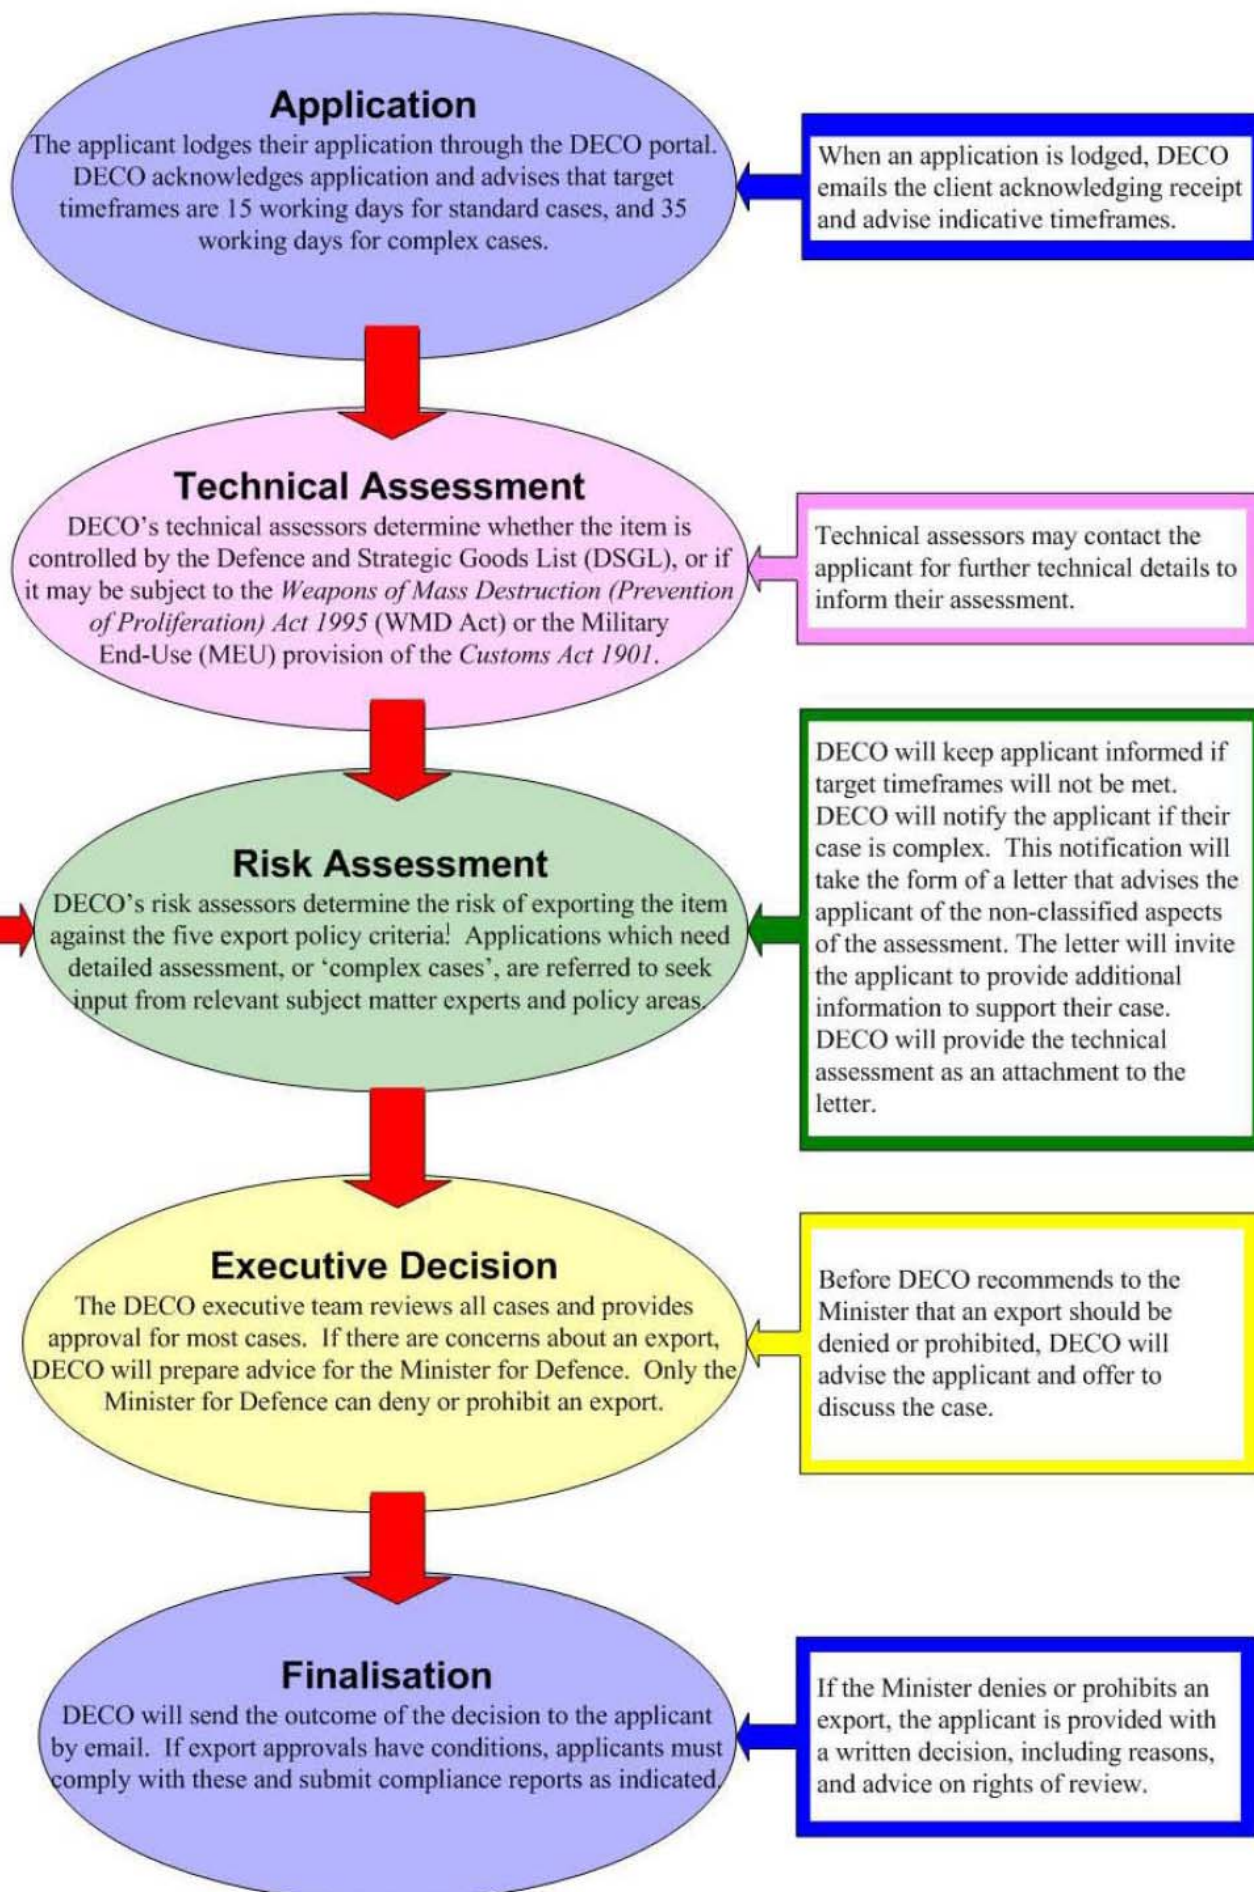 Application
The applicant lodges their application through the DECO portal.
DECO acknowledges application and advises that target
timeframes are 15 working days for standard cases, and 35
working days for complex cases.
When an application is lodged, DECO
emails the client acknowledging receipt
and advise indicative timeframes.
Technical Assessment
DECO's technical assessors determine whether the item is
controlled by the Defence and Strategic Goods List (DSGL), or if
it may be subject to the Weapons of Mass Destruction (Prevention
of Proliferation) Act 1995 (WMD Act) or the Military
End-Use (MEU) provision of the Customs Act 1901.
Technical assessors may contact the
applicant for further technical details to
inform their assessment.
Risk Assessment
DECO's risk assessors determine the risk of exporting the item
against the five export policy criteria¹. Applications which need
detailed assessment, or 'complex cases', are referred to seek
input from relevant subject matter experts and policy areas.
DECO will keep applicant informed if
target timeframes will not be met.
DECO will notify the applicant if their
case is complex. This notification will
take the form of a letter that advises the
applicant of the non-classified aspects
of the assessment. The letter will invite
the applicant to provide additional
information to support their case.
DECO will provide the technical
assessment as an attachment to the
letter.
Executive Decision
The DECO executive team reviews all cases and provides
approval for most cases. If there are concerns about an export,
DECO will prepare advice for the Minister for Defence. Only the
Minister for Defence can deny or prohibit an export.
Before DECO recommends to the
Minister that an export should be
denied or prohibited, DECO will
advise the applicant and offer to
discuss the case.
Finalisation
DECO will send the outcome of the decision to the applicant
by email. If export approvals have conditions, applicants must
comply with these and submit compliance reports as indicated.
If the Minister denies or prohibits an
export, the applicant is provided with
a written decision, including reasons,
and advice on rights of review.